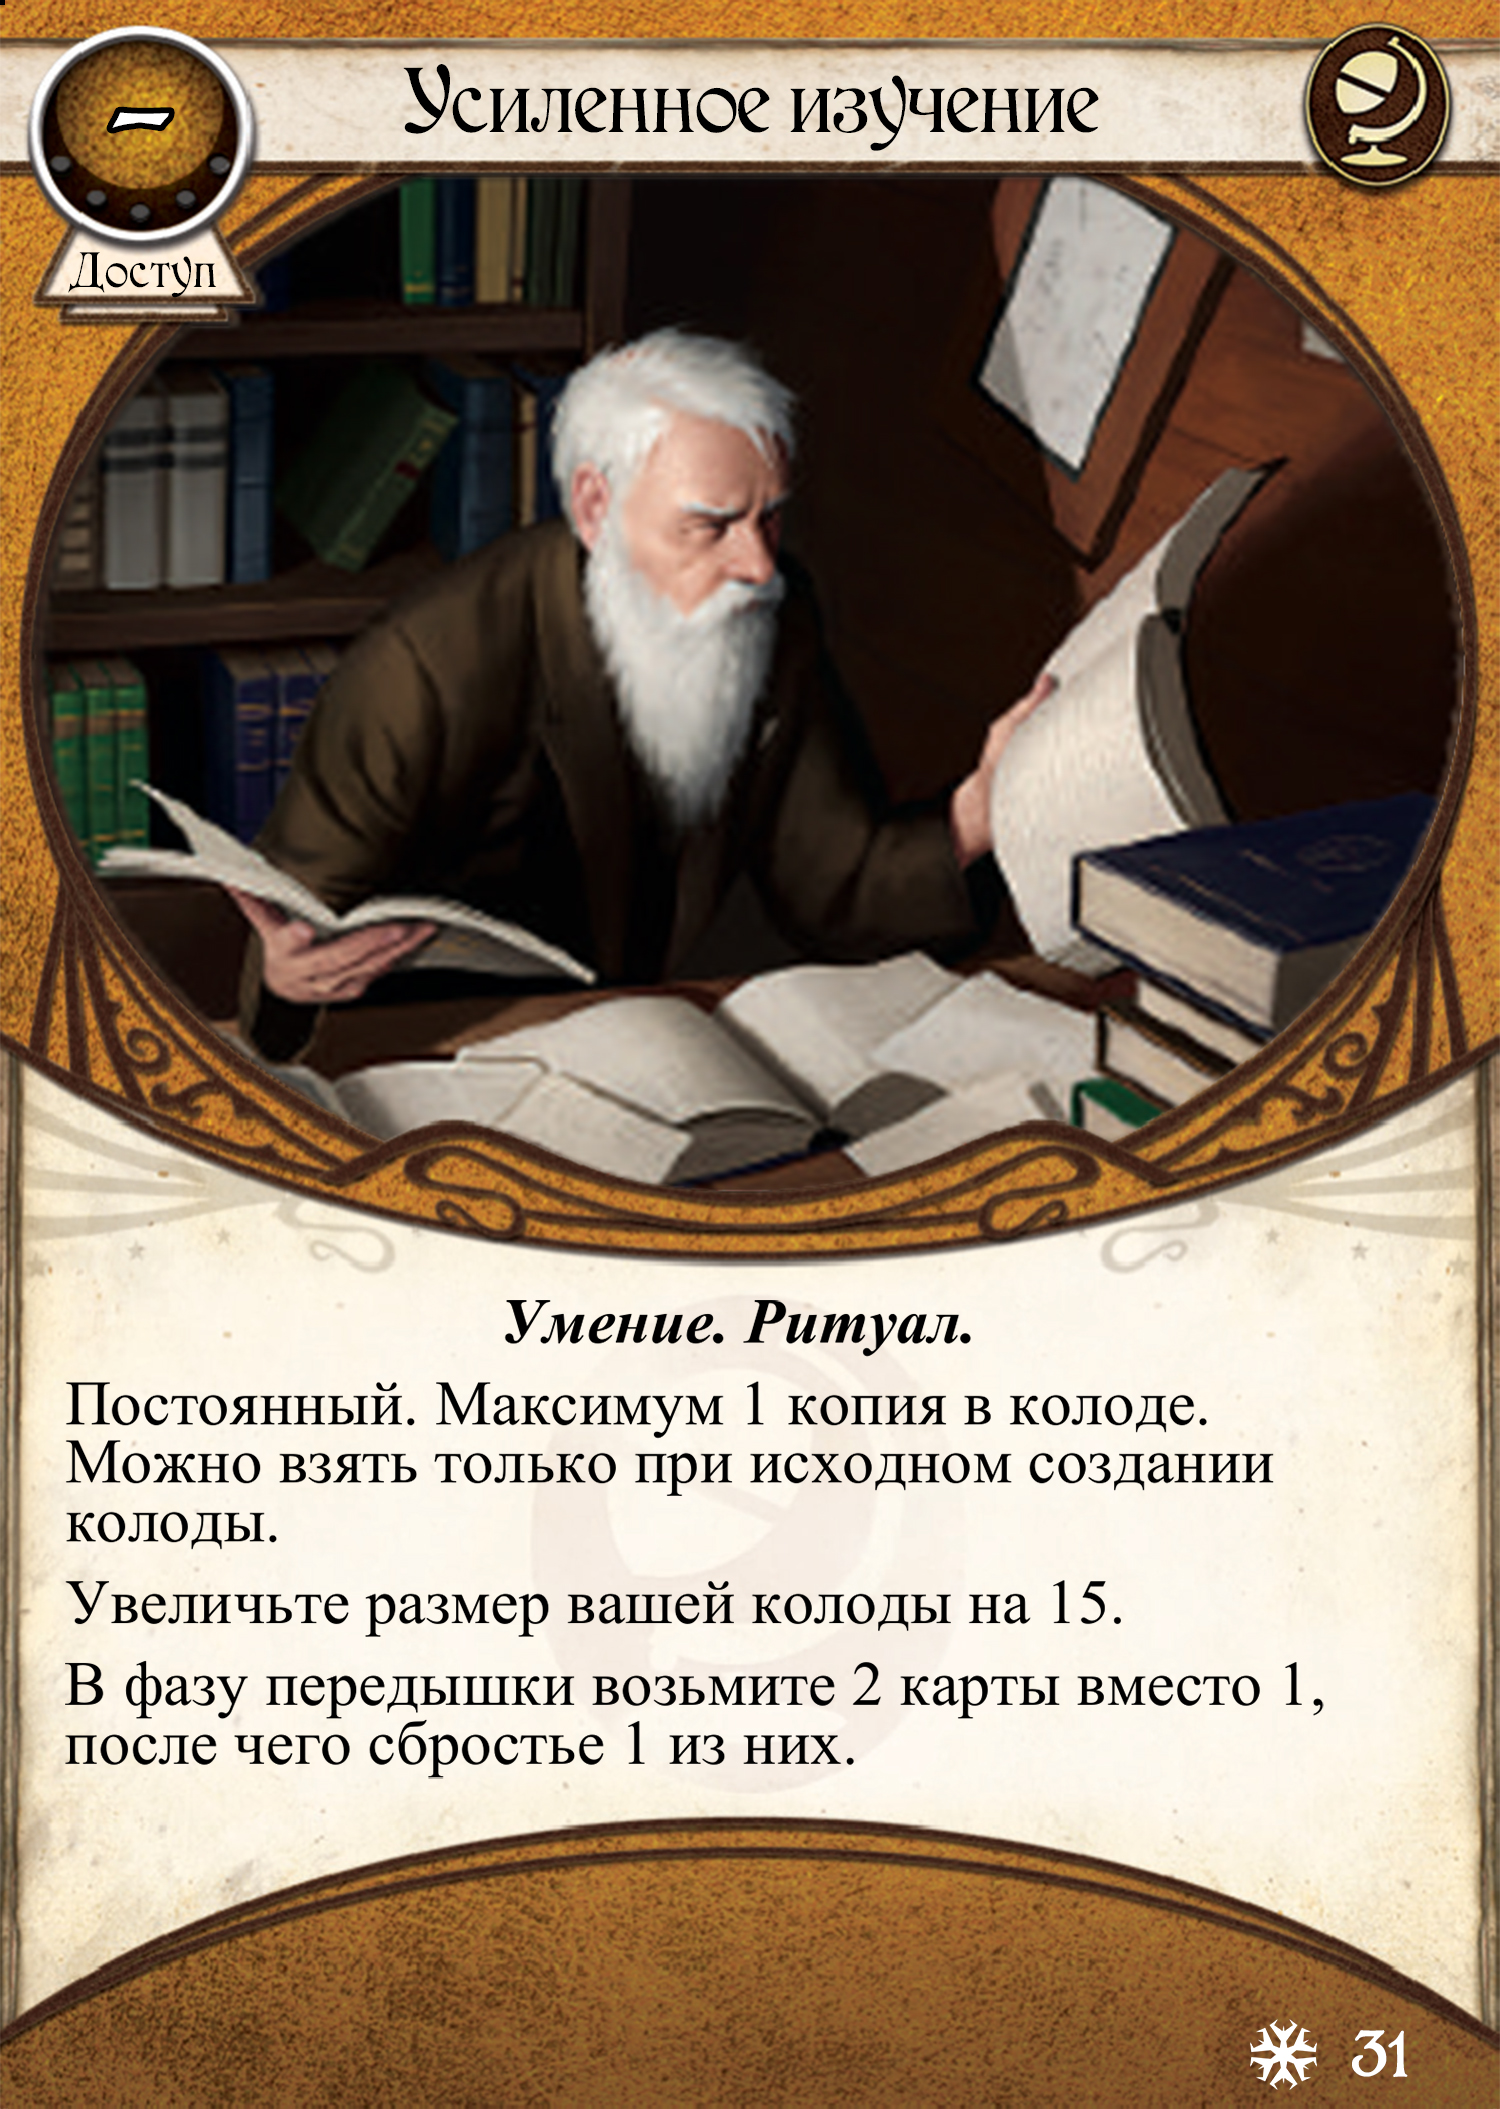 –
Усиленное изучение
Доступ
Умение. Ритуал.
Постоянный. Максимум 1 копия в колоде.
Можно взять только при исходном создании
колоды.
Увеличьте размер вашей колоды на 15.
В фазу передышки возьмите 2 карты вместо 1,
после чего сбростье 1 из них.
31